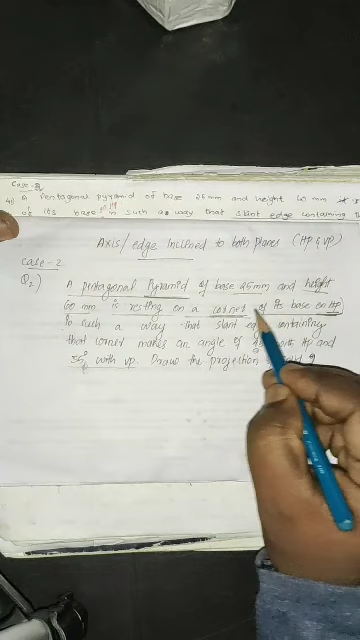 Case-2
4) A Pentagonal pyramid of base 25 mm and height 60 mm
of its base in such a way that slant edge containing
Axis/edge Inclined to both planes (HP & VP)
Case-2
Q2) A Pentagonal Pyramid of base 25mm and height
60 mm is resting on a corner of its base on HP
in such a way that slant containing
that corner makes an angle of with HP and
35° with VP. Draw the projection